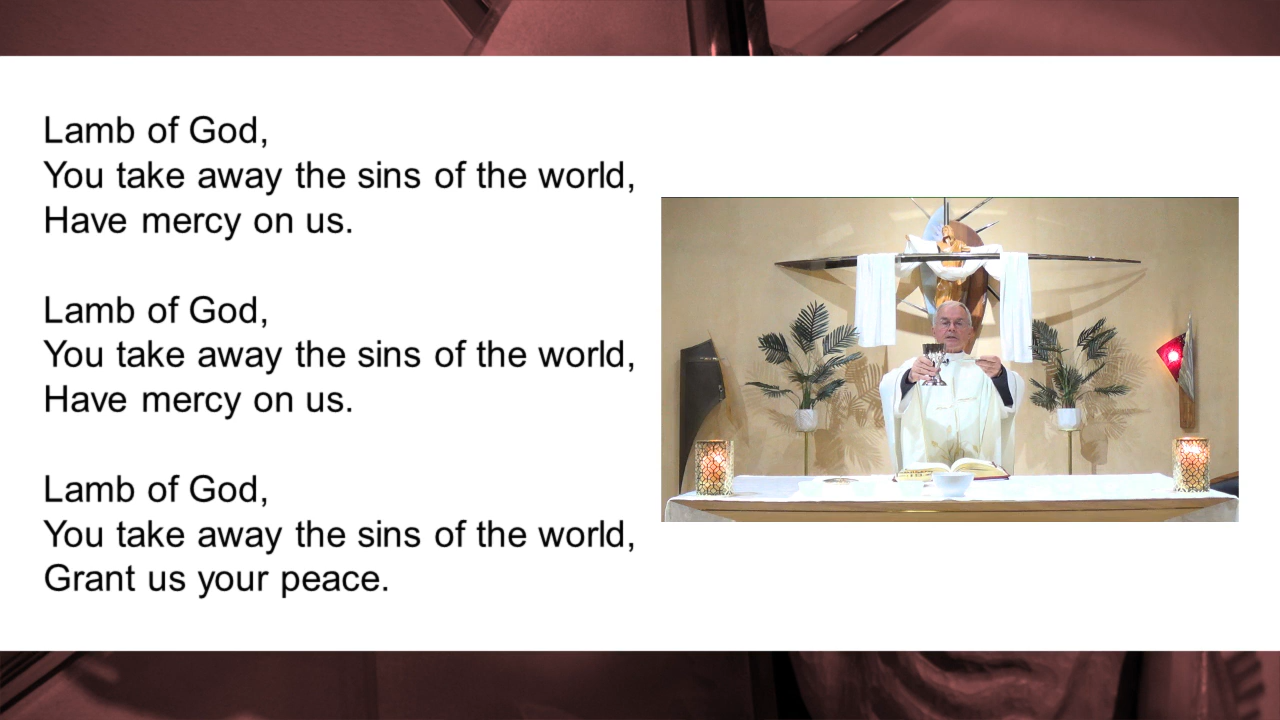 Lamb of God,
You take away the sins of the world,
Have mercy on us.
Lamb of God,
You take away the sins of the world,
Have mercy on us.
Lamb of God,
You take away the sins of the world,
Grant us your peace.